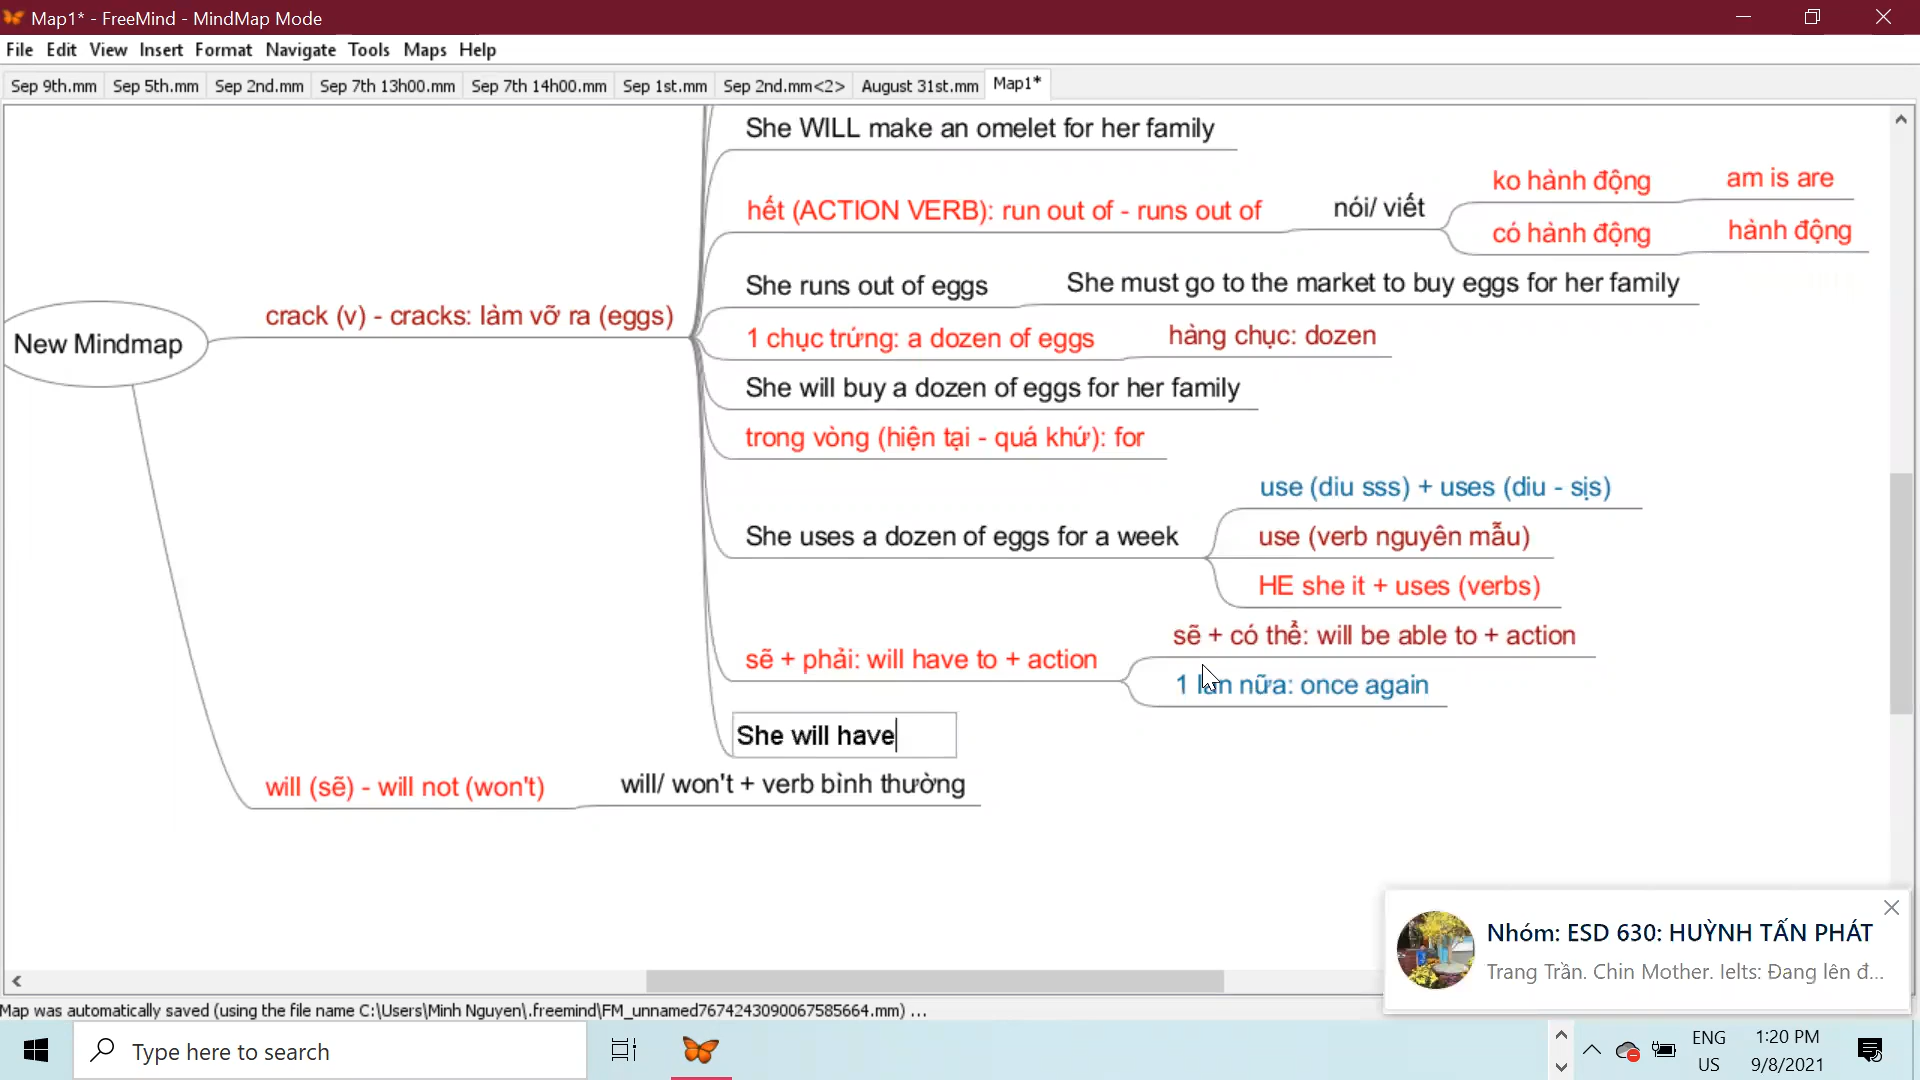 Map1* - FreeMind - MindMap Mode
File Edit View Insert Format Navigate Tools Maps Help
Sep 9th.mm Sep 5th.mm Sep 2nd.mm Sep 7th 13h00.mm Sep 7th 14h00.mm Sep 1st.mm Sep 2nd.mm<2> August 31st.mm Map1*
She WILL make an omelet for her family
hết (ACTION VERB): run out of - runs out of
nói/ viết
ko hành động
am is are
có hành động
hành động
She runs out of eggs
She must go to the market to buy eggs for her family
New Mindmap
crack (v) - cracks: làm vỡ ra (eggs)
1 chục trứng: a dozen of eggs
hàng chục: dozen
She will buy a dozen of eggs for her family
trong vòng (hiện tại - quá khứ): for
She uses a dozen of eggs for a week
use (diu sss) + uses (diu - sịs)
use (verb nguyên mẫu)
HE she it + uses (verbs)
sẽ + phải: will have to + action
sẽ + có thể: will be able to + action
1 lần nữa: once again
She will have
will (sẽ) - will not (won't)
will/ won't + verb bình thường
Nhóm: ESD 630: HUỲNH TẤN PHÁT
Trang Trần. Chin Mother. Ielts: Đang lên đ...
Map was automatically saved (using the file name C:\Users\Minh Nguyen\.freemind\FM_unnamed7674243090067585664.mm) ...
Type here to search
ENG
US
1:20 PM
9/8/2021